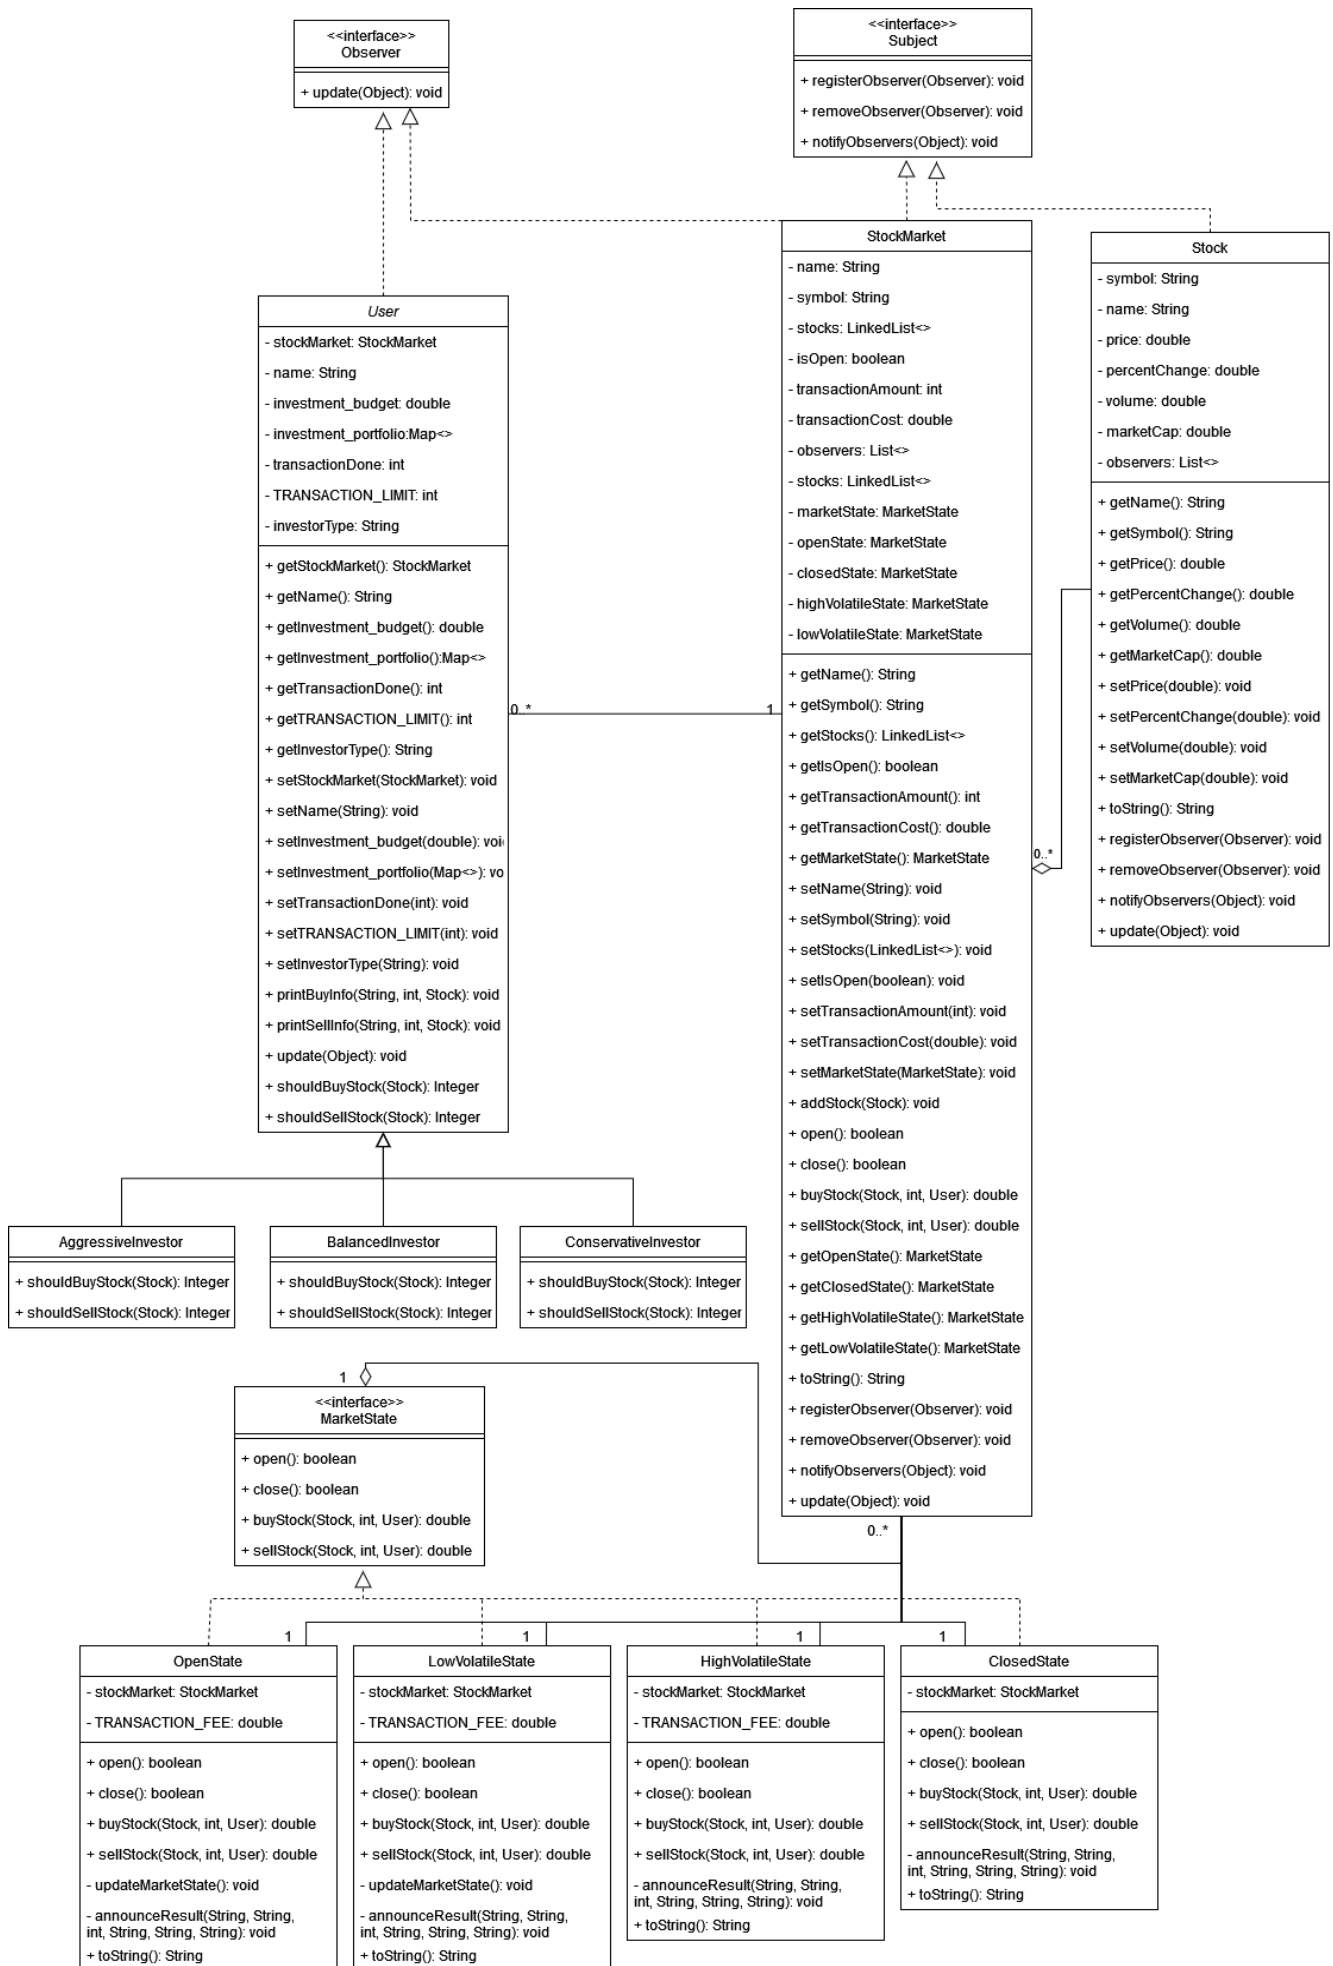 <<interface>>
Observer
+ update(Object): void
<<interface>>
Subject
+ registerObserver(Observer): void
+ removeObserver(Observer): void
+ notifyObservers(Object): void
User
- stockMarket: StockMarket
- name: String
- investment_budget: double
- investment_portfolio:Map<>
- transactionDone: int
- TRANSACTION_LIMIT: int
- investorType: String
+ getStockMarket(): StockMarket
+ getName(): String
+ getInvestment_budget(): double
+ getInvestment_portfolio():Map<>
+ getTransactionDone(): int
+ getTRANSACTION_LIMIT(): int
+ getInvestorType(): String
+ setStockMarket(StockMarket): void
+ setName(String): void
+ setInvestment_budget(double): voi
+ setInvestment_portfolio(Map<>): vo
+ setTransactionDone(int): void
+ setTRANSACTION_LIMIT(int): void
+ setInvestorType(String): void
+ printBuyInfo(String, int, Stock): void
+ printSellInfo(String, int, Stock): void
+ update(Object): void
+ shouldBuyStock(Stock): Integer
+ shouldSellStock(Stock): Integer
0..*
1
StockMarket
- name: String
- symbol: String
- stocks: LinkedList<>
- isOpen: boolean
- transactionAmount: int
- transactionCost: double
- observers: List<>
- stocks: LinkedList<>
- marketState: MarketState
- openState: MarketState
- closedState: MarketState
- highVolatileState: MarketState
- lowVolatileState: MarketState
+ getName(): String
+ getSymbol(): String
+ getStocks(): LinkedList<>
+ getIsOpen(): boolean
+ getTransactionAmount(): int
+ getTransactionCost(): double
+ getMarketState(): MarketState
+ setName(String): void
+ setSymbol(String): void
+ setStocks(LinkedList<>): void
+ setIsOpen(boolean): void
+ setTransactionAmount(int): void
+ setTransactionCost(double): void
+ setMarketState(MarketState): void
+ addStock(Stock): void
+ open(): boolean
+ close(): boolean
+ buyStock(Stock, int, User): double
+ sellStock(Stock, int, User): double
+ getOpenState(): MarketState
+ getClosedState(): MarketState
+ getHighVolatileState(): MarketState
+ getLowVolatileState(): MarketState
+ toString(): String
+ registerObserver(Observer): void
+ removeObserver(Observer): void
+ notifyObservers(Object): void
+ update(Object): void
0..*
0..*
Stock
- symbol: String
- name: String
- price: double
- percentChange: double
- volume: double
- marketCap: double
- observers: List<>
+ getName(): String
+ getSymbol(): String
+ getPrice(): double
+ getPercentChange(): double
+ getVolume(): double
+ getMarketCap(): double
+ setPrice(double): void
+ setPercentChange(double): void
+ setVolume(double): void
+ setMarketCap(double): void
+ toString(): String
+ registerObserver(Observer): void
+ removeObserver(Observer): void
+ notifyObservers(Object): void
+ update(Object): void
AggressiveInvestor
+ shouldBuyStock(Stock): Integer
+ shouldSellStock(Stock): Integer
BalancedInvestor
+ shouldBuyStock(Stock): Integer
+ shouldSellStock(Stock): Integer
ConservativeInvestor
+ shouldBuyStock(Stock): Integer
+ shouldSellStock(Stock): Integer
1
<<interface>>
MarketState
+ open(): boolean
+ close(): boolean
+ buyStock(Stock, int, User): double
+ sellStock(Stock, int, User): double
1
1
1
1
OpenState
- stockMarket: StockMarket
- TRANSACTION_FEE: double
+ open(): boolean
+ close(): boolean
+ buyStock(Stock, int, User): double
+ sellStock(Stock, int, User): double
- updateMarketState(): void
- announceResult(String, String,
int, String, String, String): void
+ toString(): String
LowVolatileState
- stockMarket: StockMarket
- TRANSACTION_FEE: double
+ open(): boolean
+ close(): boolean
+ buyStock(Stock, int, User): double
+ sellStock(Stock, int, User): double
- updateMarketState(): void
- announceResult(String, String,
int, String, String, String): void
+ toString(): String
HighVolatileState
- stockMarket: StockMarket
- TRANSACTION_FEE: double
+ open(): boolean
+ close(): boolean
+ buyStock(Stock, int, User): double
+ sellStock(Stock, int, User): double
- announceResult(String, String,
int, String, String, String): void
+ toString(): String
ClosedState
- stockMarket: StockMarket
+ open(): boolean
+ close(): boolean
+ buyStock(Stock, int, User): double
+ sellStock(Stock, int, User): double
- announceResult(String, String,
int, String, String, String): void
+ toString(): String